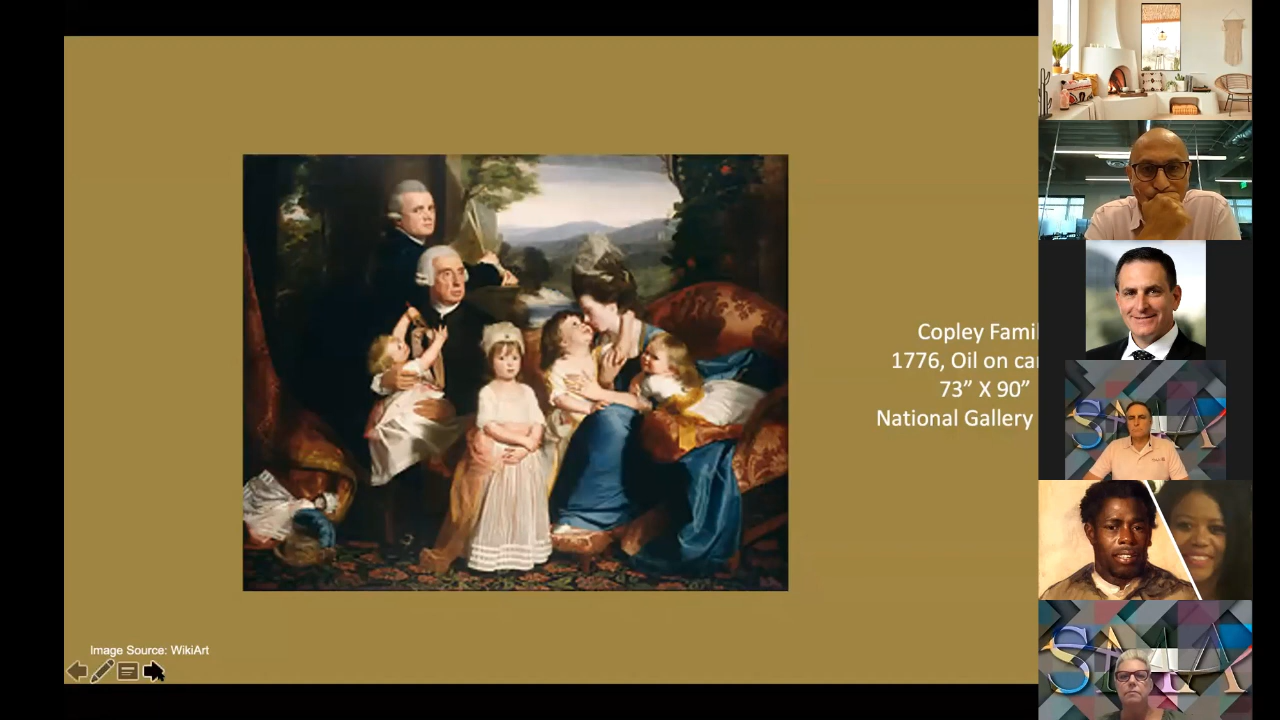 Copley Famil
1776, Oil on ca
73” X 90”
National Gallery
Image Source: WikiArt